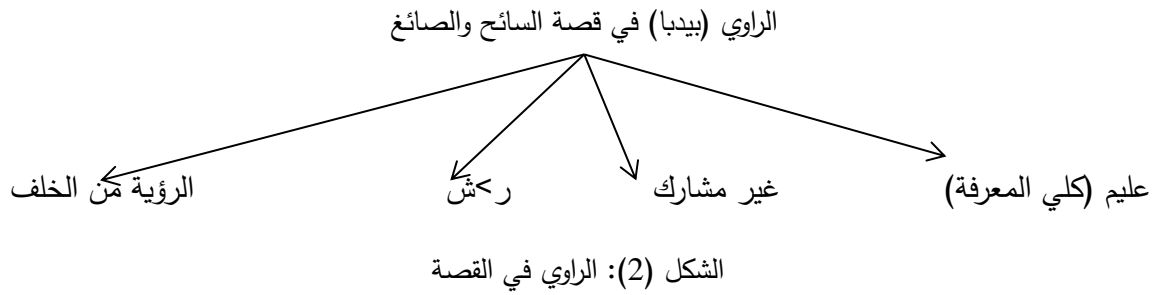 الراوي (بيدبا) في قصة السائح والصائغ
عليم (كلي المعرفة) غير مشارك ر>ش الرؤية من الخلف
الشكل (2): الراوي في القصة